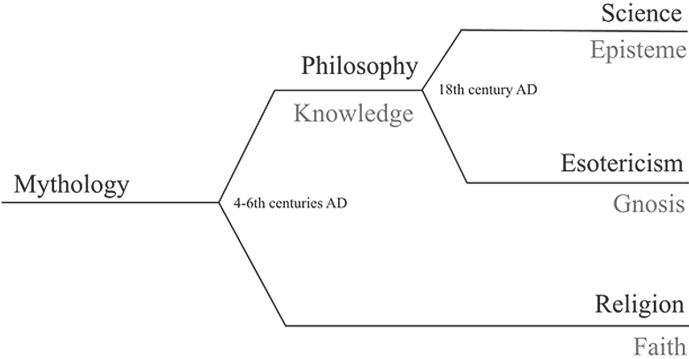 Science
Episteme
Philosophy
18th century AD
Knowledge
Esotericism
Mythology
4-6th centuries AD
Gnosis
Religion
Faith